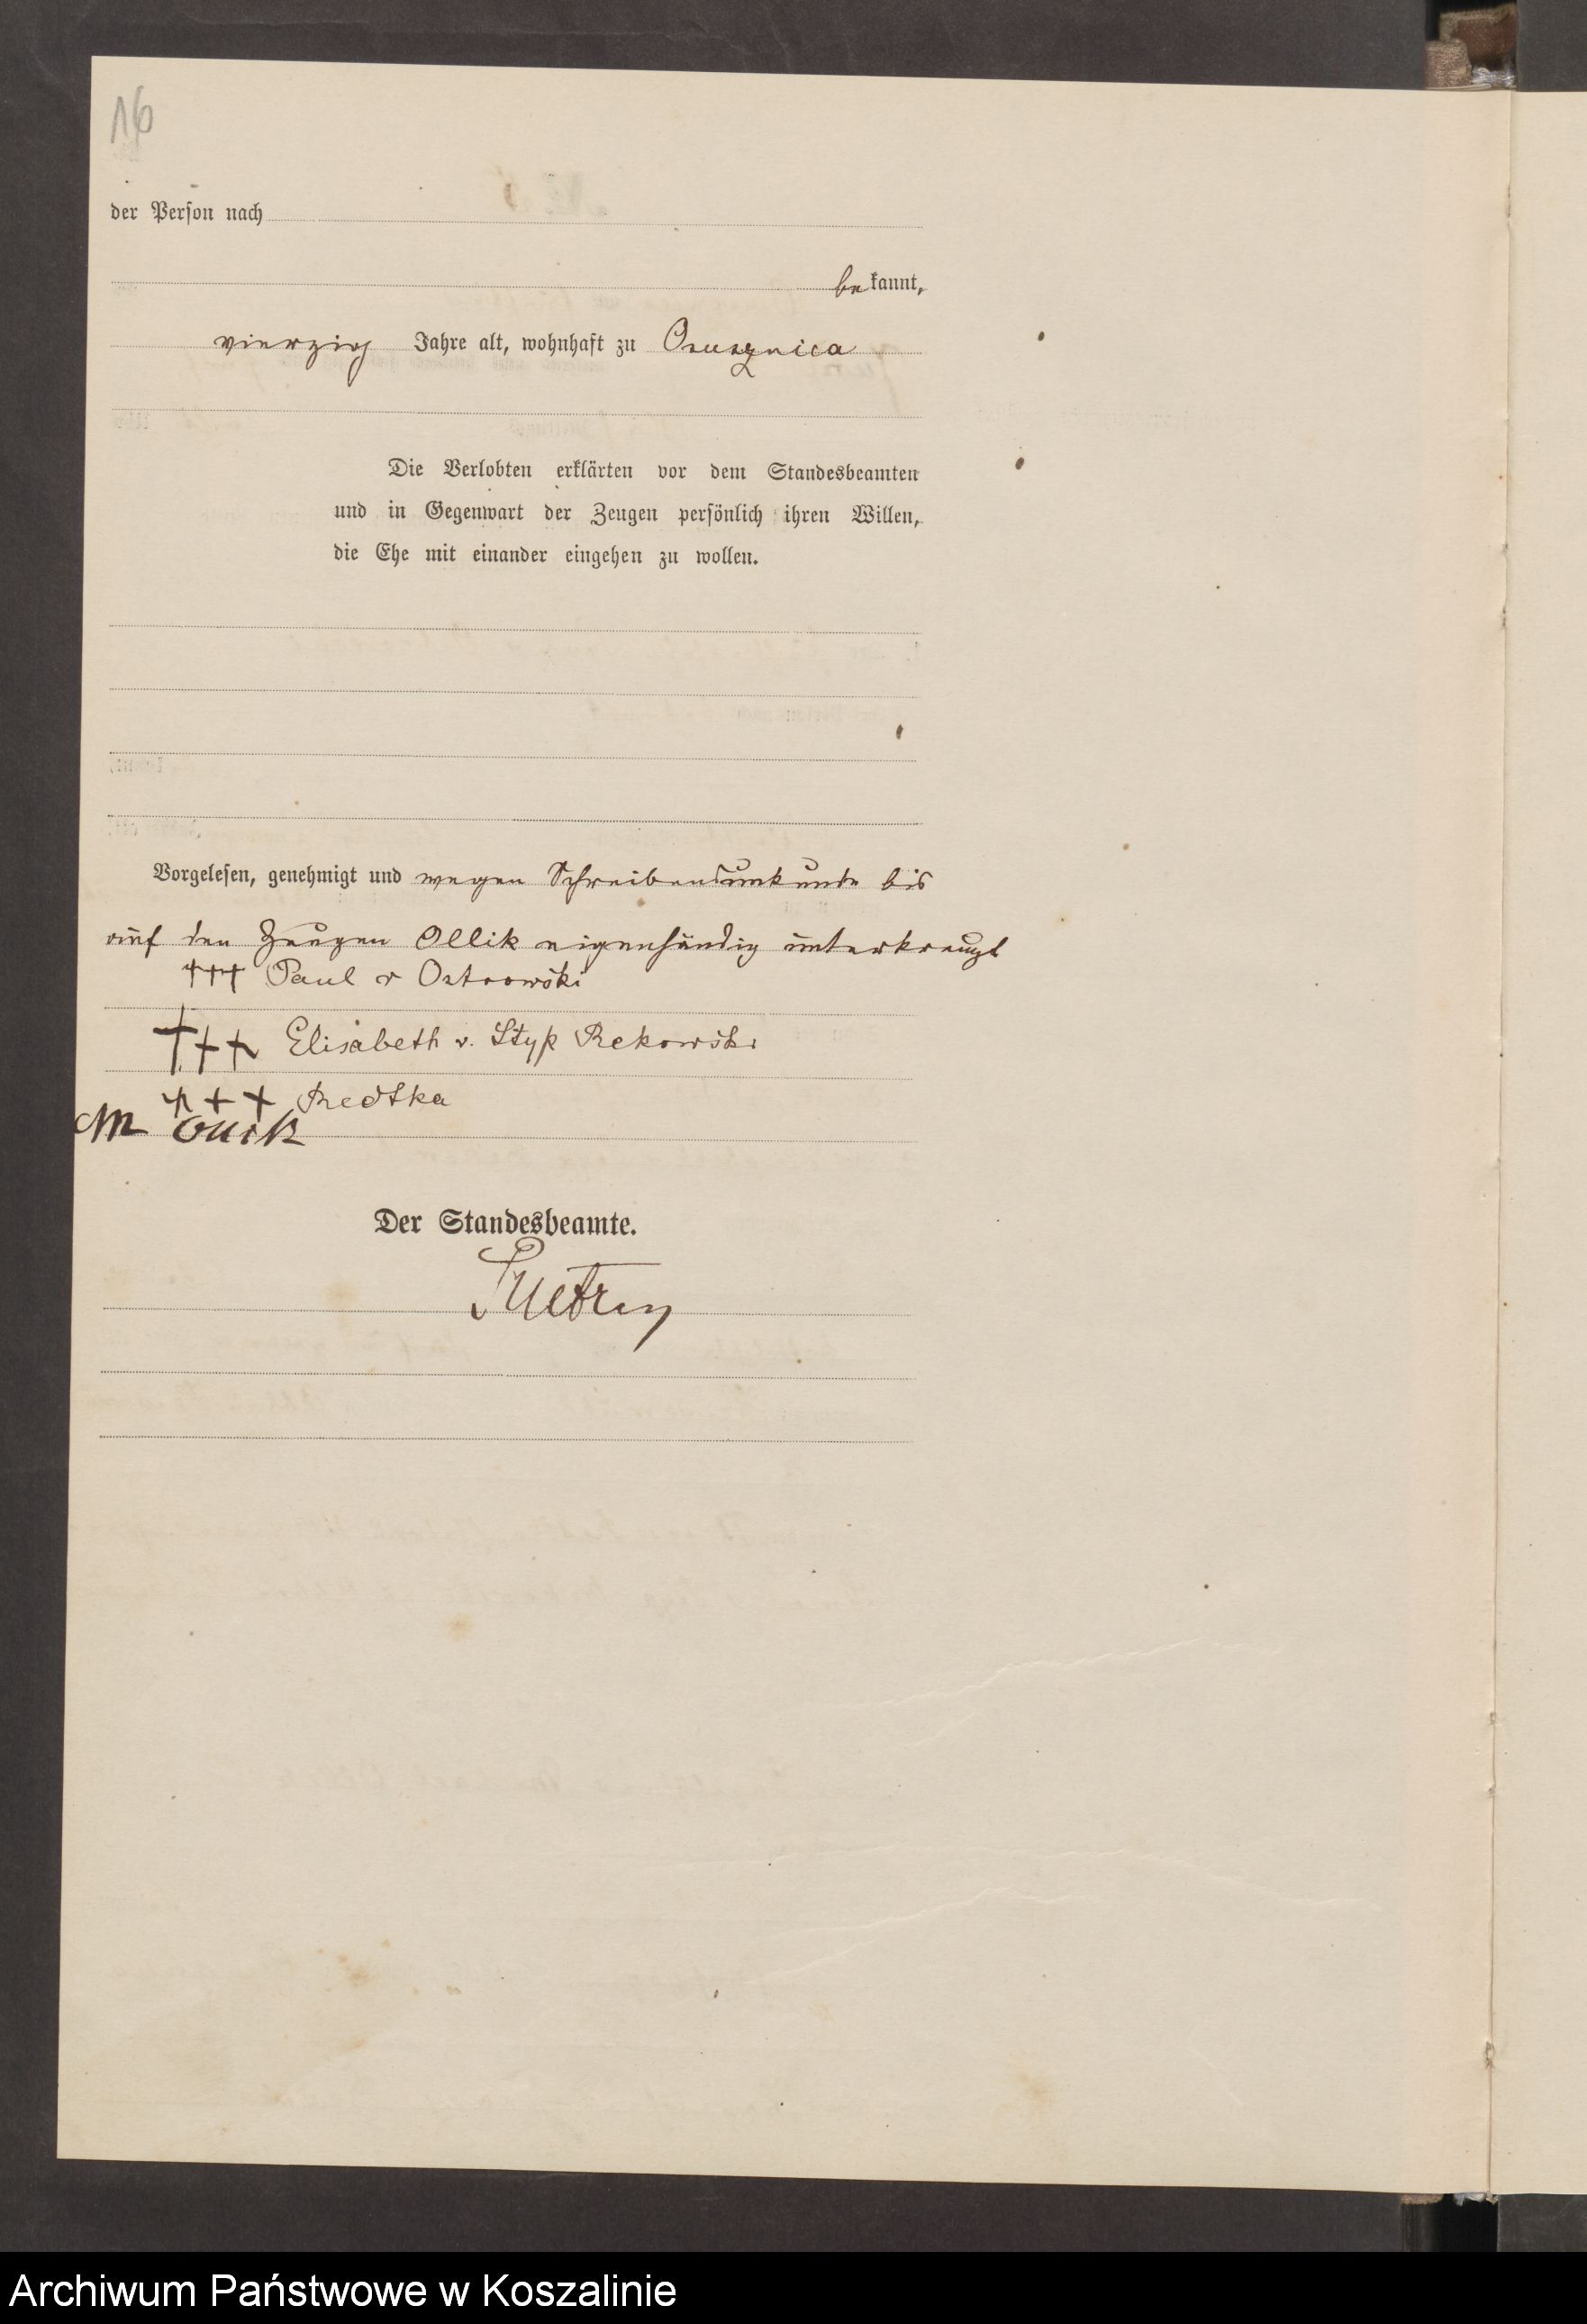 16
der Person nach
bekannt,
vierzig Jahre alt, wohnhaft zu Osusznica
Die Verlobten erklärten vor dem Standesbeamten
und in Gegenwart der Zeugen persönlich ihren Willen,
die Ehe mit einander eingehen zu wollen.
Vorgelesen, genehmigt und wegen Schreibensunkunde bis
auf den Zeugen Ollik eigenhändig unterkreuzt
+++ Paul v Ostrowski
+++ Elisabeth v. Styp Rekowski
+++ Redtka
M Ollik
Der Standesbeamte.
Archiwum Państwowe w Koszalinie